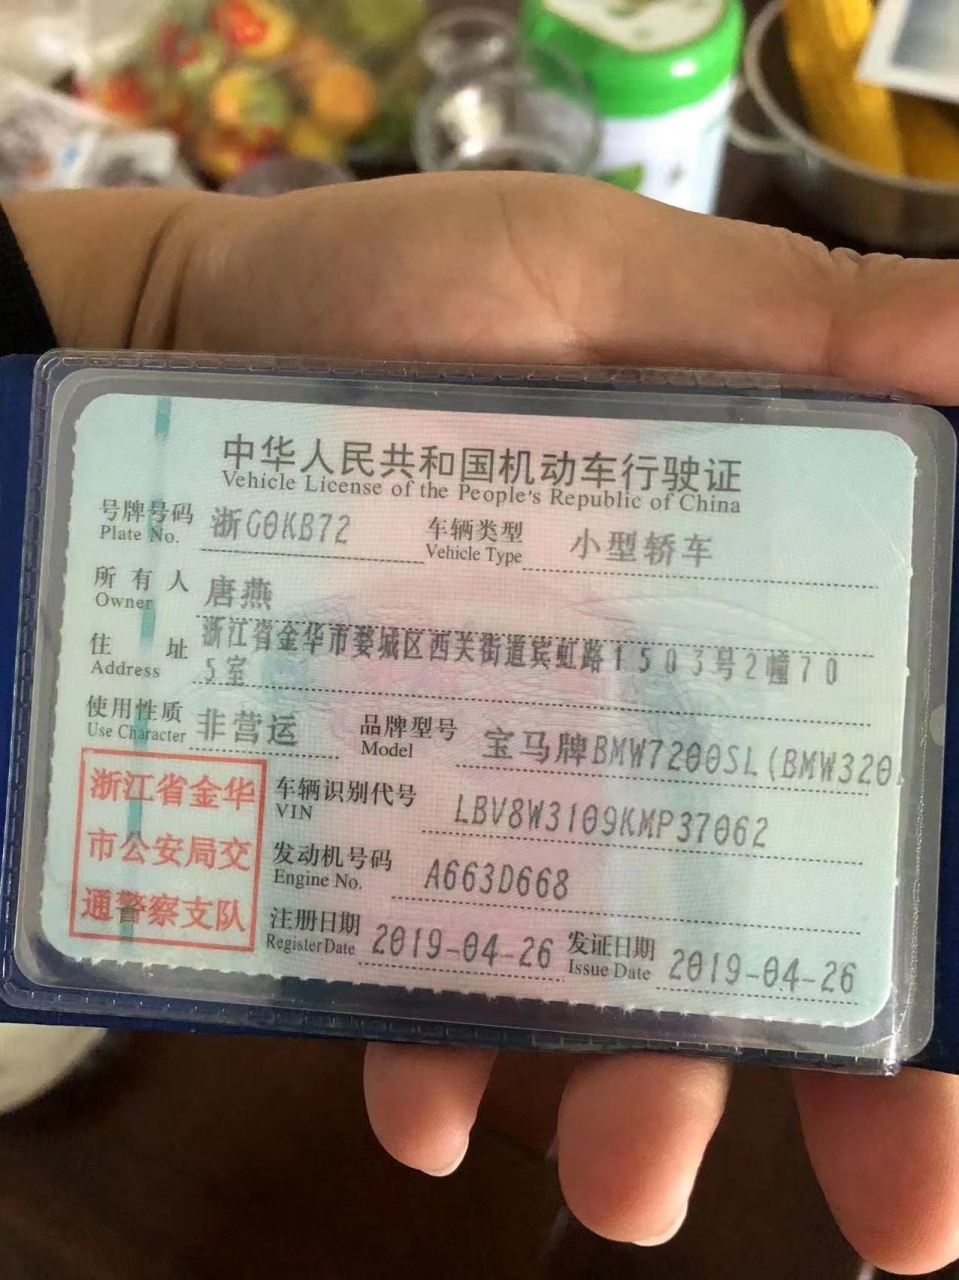 中华人民共和国机动车行驶证
Vehicle License of the People's Republic of China
号牌号码 浙G0KB72 车辆类型 小型轿车
Plate No. Vehicle Type
所有人 唐燕
Owner
住址 浙江省金华市婺城区西关街道宾虹路1503号2幢70
Address 5室
使用性质 非营运 品牌型号 宝马牌BMW7200SL(BMW320
Use Character Model
浙江省金华
市公安局交
通警察支队
车辆识别代号 LBV8W3109KMP37062
VIN
发动机号码 A663D668
Engine No.
注册日期 2019-04-26 发证日期 2019-04-26
Register Date Issue Date